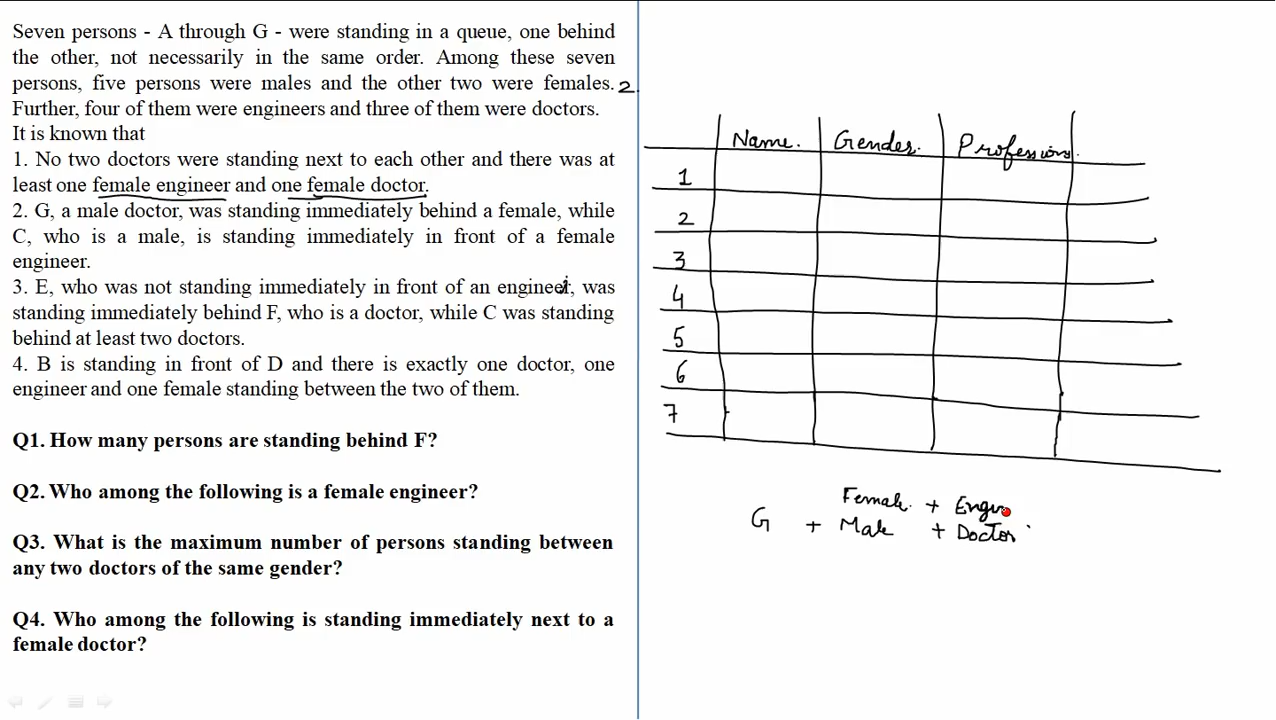 Seven persons - A through G - were standing in a queue, one behind
the other, not necessarily in the same order. Among these seven
persons, five persons were males and the other two were females. 2.
Further, four of them were engineers and three of them were doctors.
It is known that
1. No two doctors were standing next to each other and there was at
least one female engineer and one female doctor.
2. G, a male doctor, was standing immediately behind a female, while
C, who is a male, is standing immediately in front of a female
engineer.
3. E, who was not standing immediately in front of an engineer, was
standing immediately behind F, who is a doctor, while C was standing
behind at least two doctors.
4. B is standing in front of D and there is exactly one doctor, one
engineer and one female standing between the two of them.
Q1. How many persons are standing behind F?
Q2. Who among the following is a female engineer?
Q3. What is the maximum number of persons standing between
any two doctors of the same gender?
Q4. Who among the following is standing immediately next to a
female doctor?
Name. Gender. Profession.
1
2
3
4
5
6
7
Female. + Engin
G + Male + Doctor